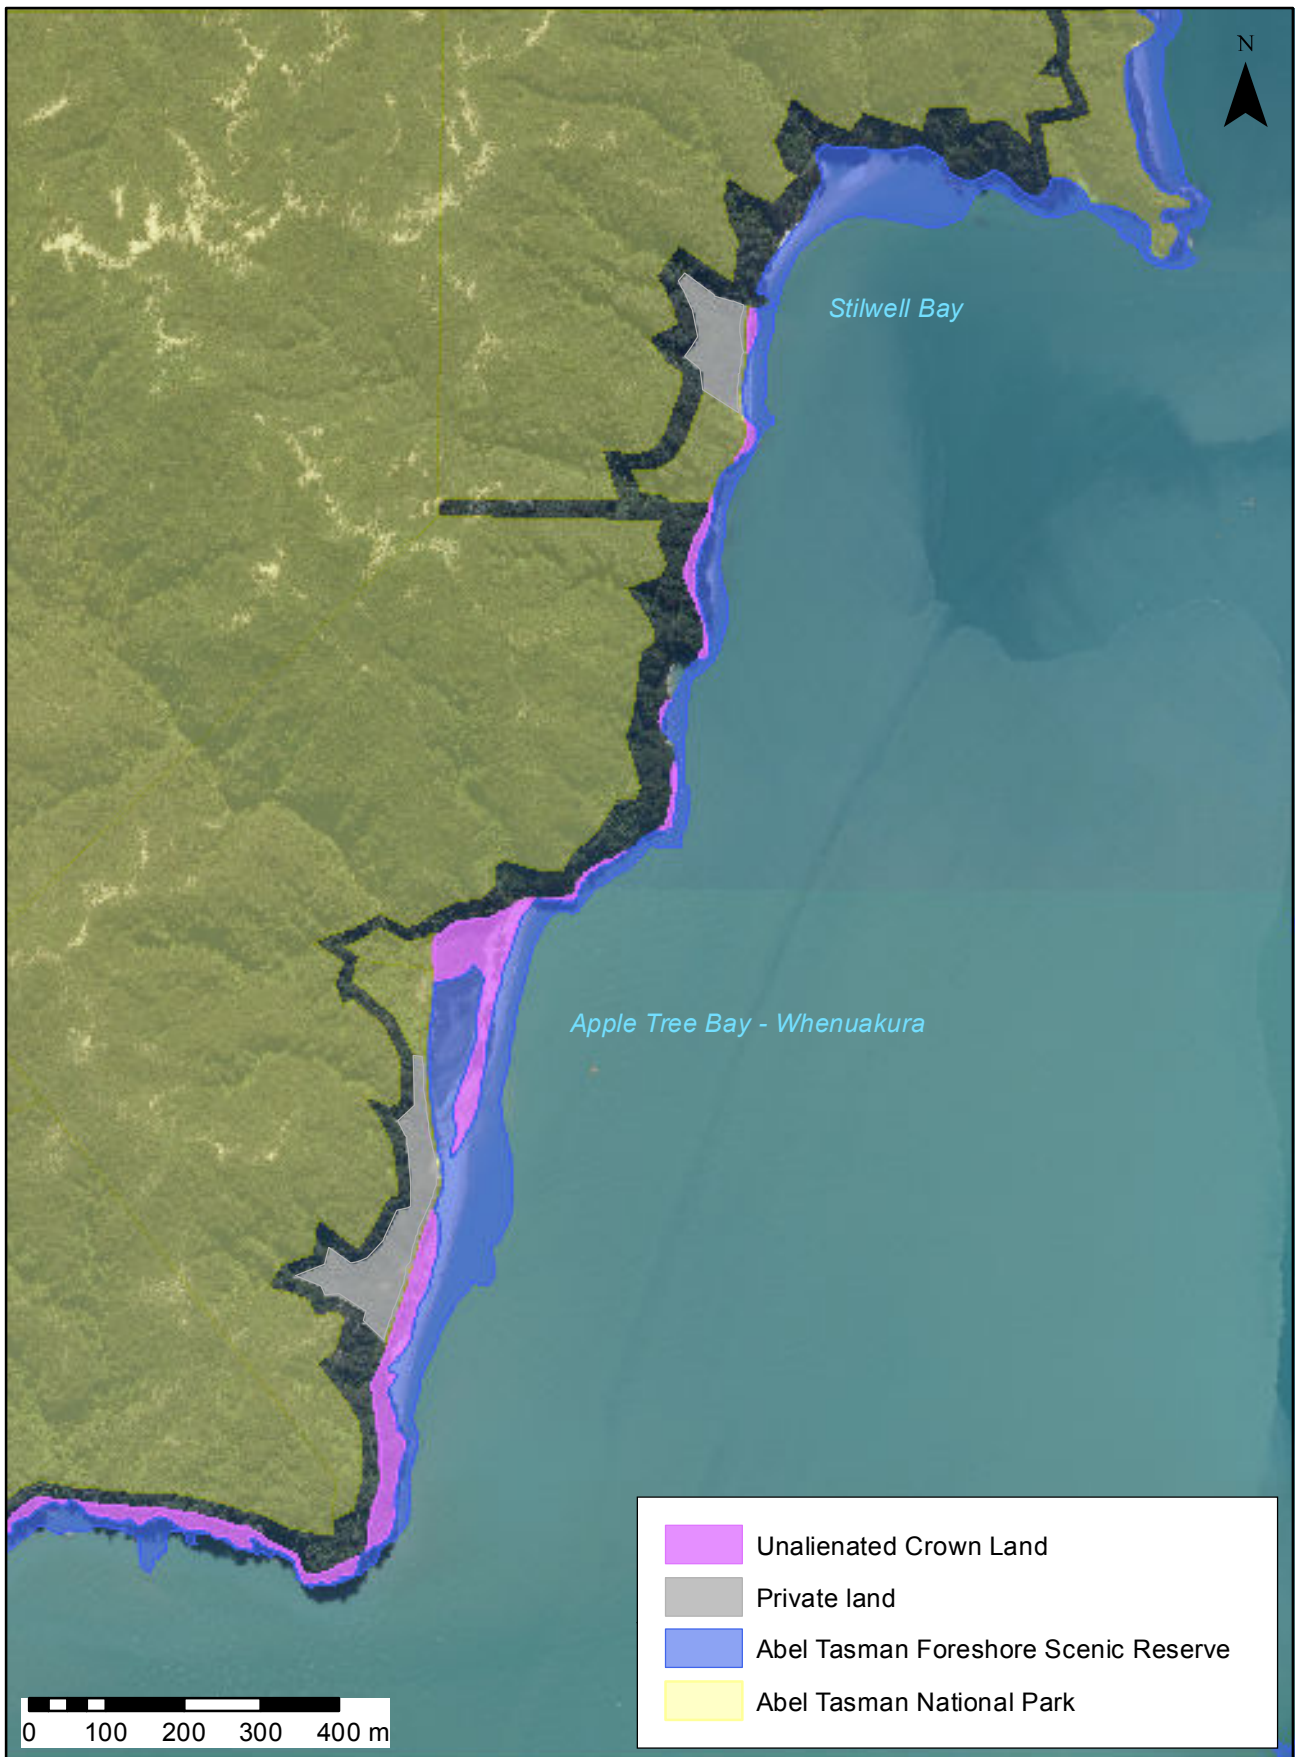 N
Stilwell Bay
Apple Tree Bay - Whenuakura
Unalienated Crown Land
Private land
Abel Tasman Foreshore Scenic Reserve
Abel Tasman National Park
0 100 200 300 400 m